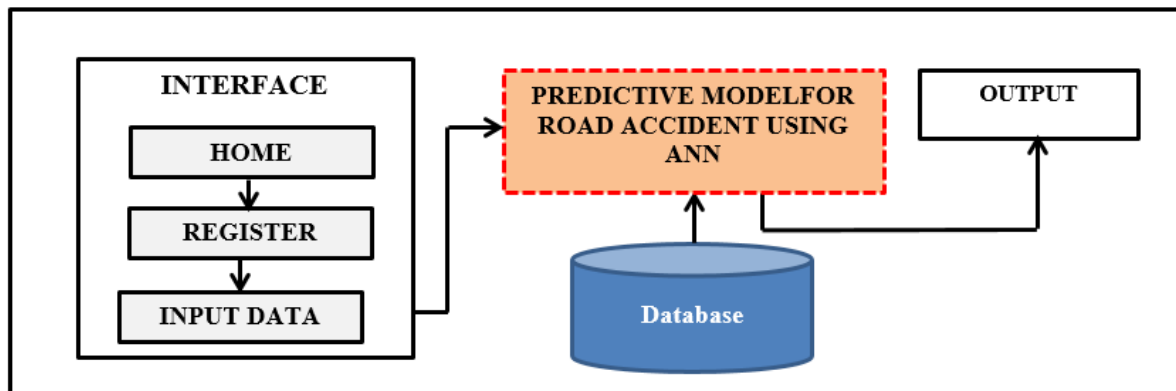 INTERFACE
HOME
REGISTER
INPUT DATA
PREDICTIVE MODELFOR
ROAD ACCIDENT USING
ANN
Database
OUTPUT